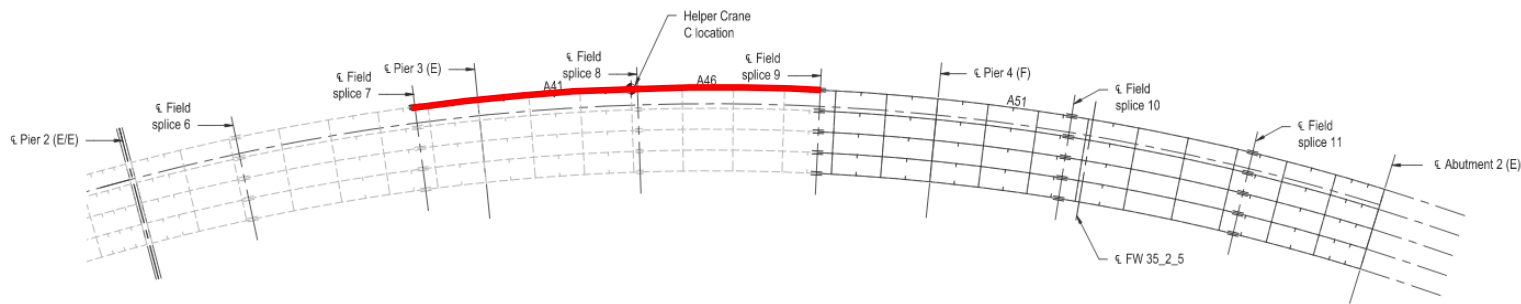 Helper Crane
C location
℄ Field
splice 8
℄ Pier 3 (E)
℄ Field
splice 9
℄ Pier 4 (F)
℄ Field
splice 7
A41
A46
A51
℄ Field
splice 10
℄ Field
splice 6
℄ Field
splice 11
℄ Pier 2 (E/E)
℄ Abutment 2 (E)
℄ FW 35_2_5